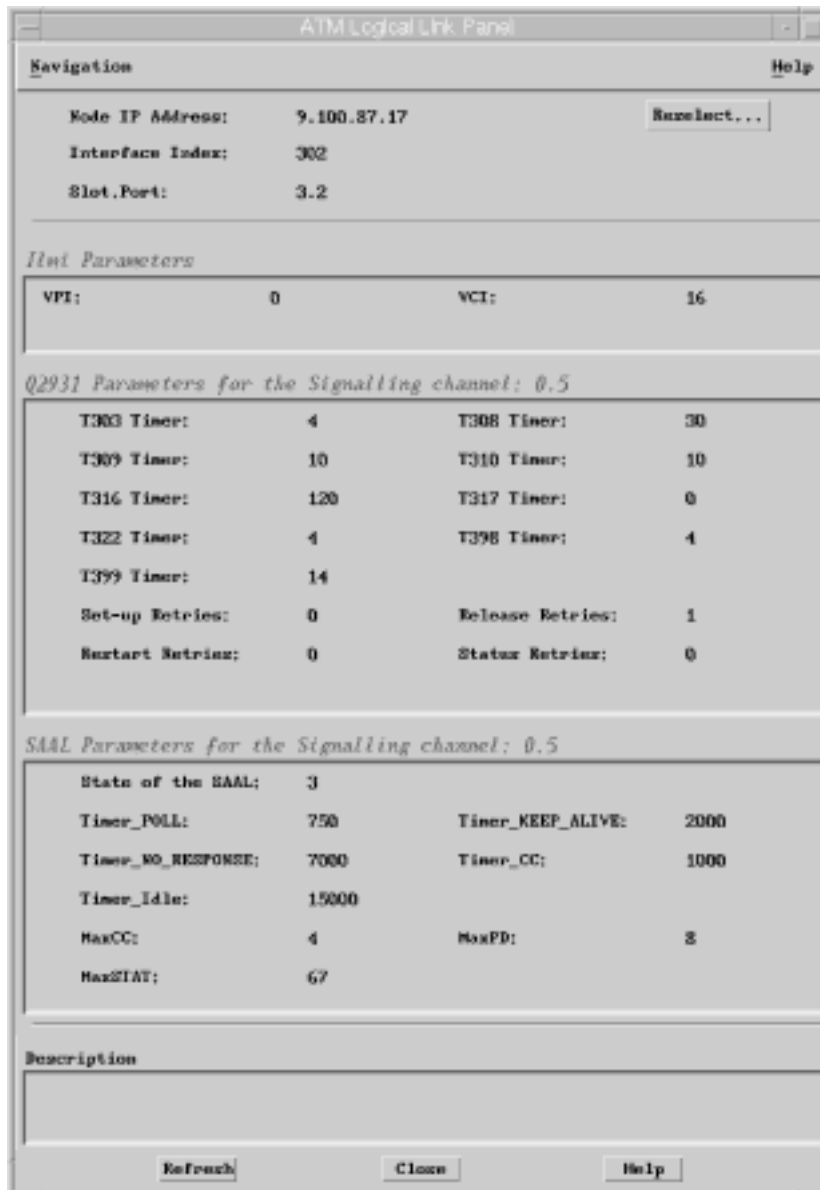 ATM Logical Link Panel
Navigation Help
Node IP Address: 9.100.87.17 Reselect...
Interface Index: 302
Slot.Port: 3.2
Ilmi Parameters
VPI: 0 VCI: 16
Q2931 Parameters for the Signalling channel: 0.5
T303 Timer: 4 T308 Timer: 30
T309 Timer: 10 T310 Timer: 10
T316 Timer: 120 T317 Timer: 0
T322 Timer: 4 T398 Timer: 4
T399 Timer: 14
Set-up Retries: 0 Release Retries: 1
Restart Retries: 0 Status Retries: 0
SAAL Parameters for the Signalling channel: 0.5
State of the SAAL: 3
Timer_POLL: 750 Timer_KEEP_ALIVE: 2000
Timer_NO_RESPONSE: 7000 Timer_CC: 1000
Timer_Idle: 15000
MaxCC: 4 MaxPD: 8
MaxSTAT: 67
Description
Refresh Close Help